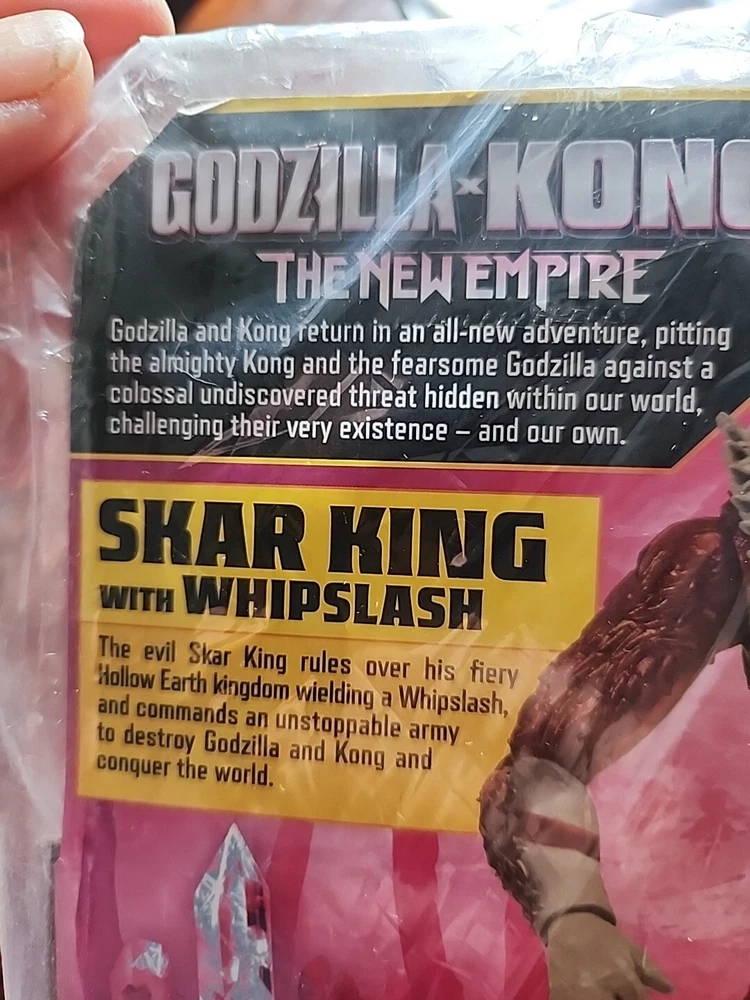 GODZILLA × KONG
THE NEW EMPIRE
Godzilla and Kong return in an all-new adventure, pitting
the almighty Kong and the fearsome Godzilla against a
colossal undiscovered threat hidden within our world,
challenging their very existence – and our own.
SKAR KING
WITH WHIPSLASH
The evil Skar King rules over his fiery
Hollow Earth kingdom wielding a Whipslash,
and commands an unstoppable army
to destroy Godzilla and Kong and
conquer the world.